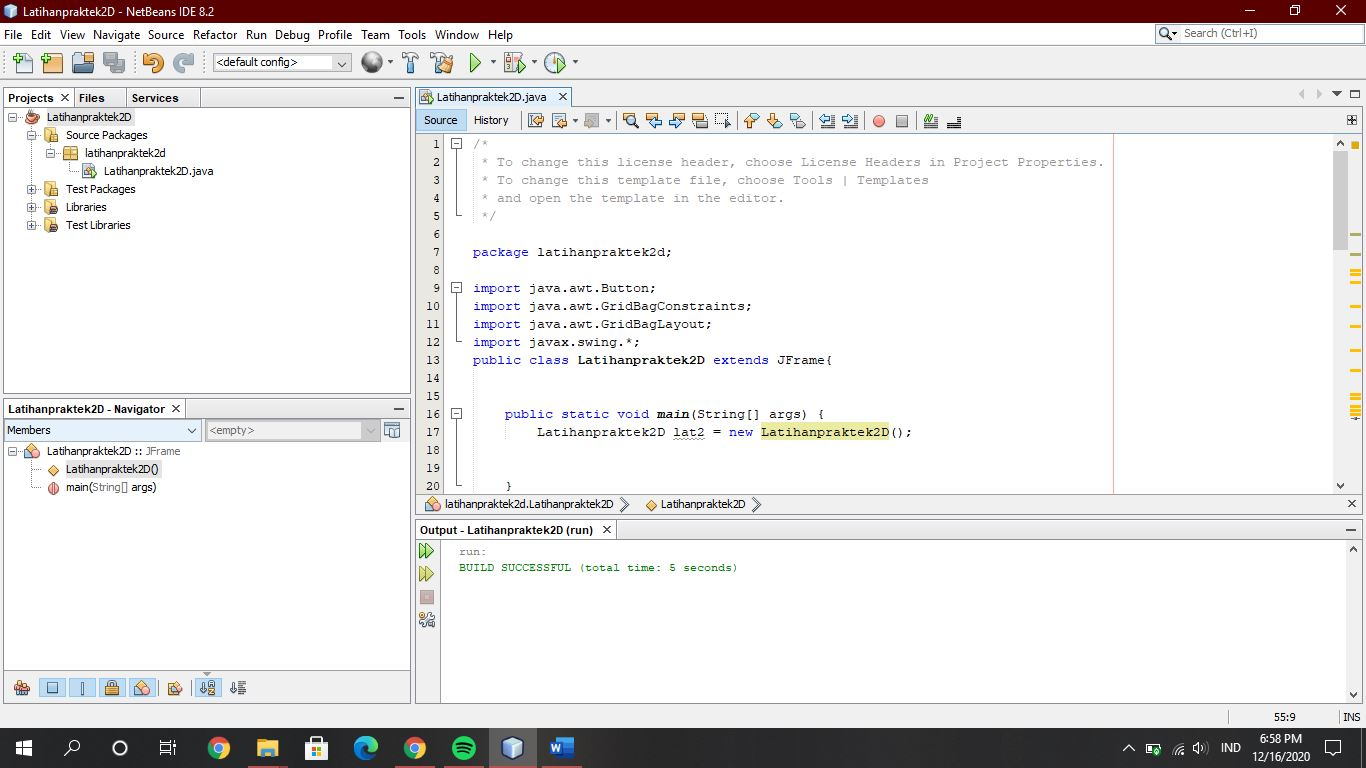 Latihanpraktek2D - NetBeans IDE 8.2
File Edit View Navigate Source Refactor Run Debug Profile Team Tools Window Help
Search (Ctrl+I)
<default config>
Projects Files Services
Latihanpraktek2D
Source Packages
latihanpraktek2d
Latihanpraktek2D.java
Test Packages
Libraries
Test Libraries
Latihanpraktek2D - Navigator
Members <empty>
Latihanpraktek2D :: JFrame
Latihanpraktek2D()
main(String[] args)
Latihanpraktek2D.java
Source History
1 /*
2 * To change this license header, choose License Headers in Project Properties.
3 * To change this template file, choose Tools | Templates
4 * and open the template in the editor.
5 */
6
7 package latihanpraktek2d;
8
9 import java.awt.Button;
10 import java.awt.GridBagConstraints;
11 import java.awt.GridBagLayout;
12 import javax.swing.*;
13 public class Latihanpraktek2D extends JFrame{
14
15
16 public static void main(String[] args) {
17 Latihanpraktek2D lat2 = new Latihanpraktek2D();
18
19
20 }
latihanpraktek2d.Latihanpraktek2D Latihanpraktek2D
Output - Latihanpraktek2D (run)
run:
BUILD SUCCESSFUL (total time: 5 seconds)
55:9 INS
IND
6:58 PM
12/16/2020